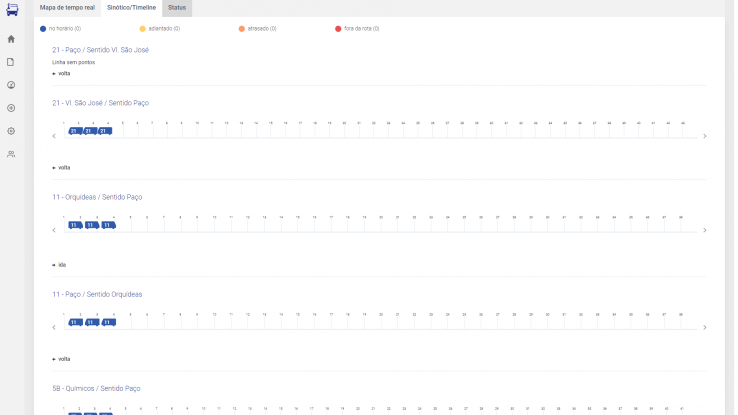 Mapa de tempo real Sinótico/Timeline Status
no horário (0) adiantado (0) atrasado (0) fora da rota (0)
21 - Paço / Sentido Vl. São José
Linha sem pontos
volta
21 - Vl. São José / Sentido Paço
1 2 3 4 5 6 7 8 9 10 11 12 13 14 15 16 17 18 19 20 21 22 23 24 25 26 27 28 29 30 31 32 33 34 35 36 37 38 39 40 41 42 43 44
21 21 21
volta
11 - Orquídeas / Sentido Paço
1 2 3 4 5 6 7 8 9 10 11 12 13 14 15 16 17 18 19 20 21 22 23 24 25 26 27 28 29 30 31 32 33 34 35 36 37 38
11 11 11
ida
11 - Paço / Sentido Orquídeas
1 2 3 4 5 6 7 8 9 10 11 12 13 14 15 16 17 18 19 20 21 22 23 24 25 26 27 28 29 30 31 32 33 34 35 36 37 38
11 11 11
volta
5B - Químicos / Sentido Paço
1 2 3 4 5 6 7 8 9 10 11 12 13 14 15 16 17 18 19 20 21 22 23 24 25 26 27 28 29 30 31 32 33 34 35 36 37 38 39 40 41